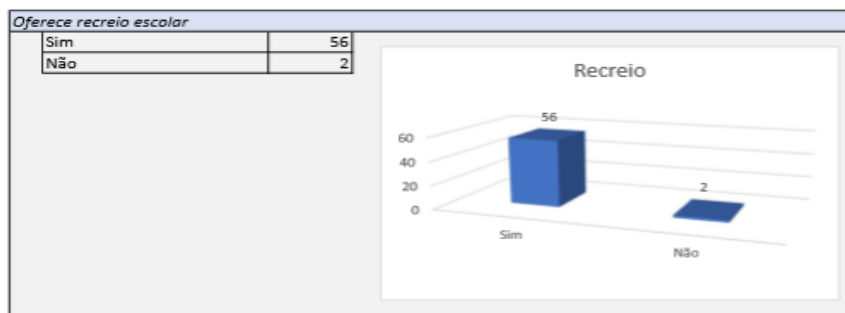 Oferece recreio escolar
Sim 56
Não 2
Recreio
56
60
40
20
0
2
Sim
Não